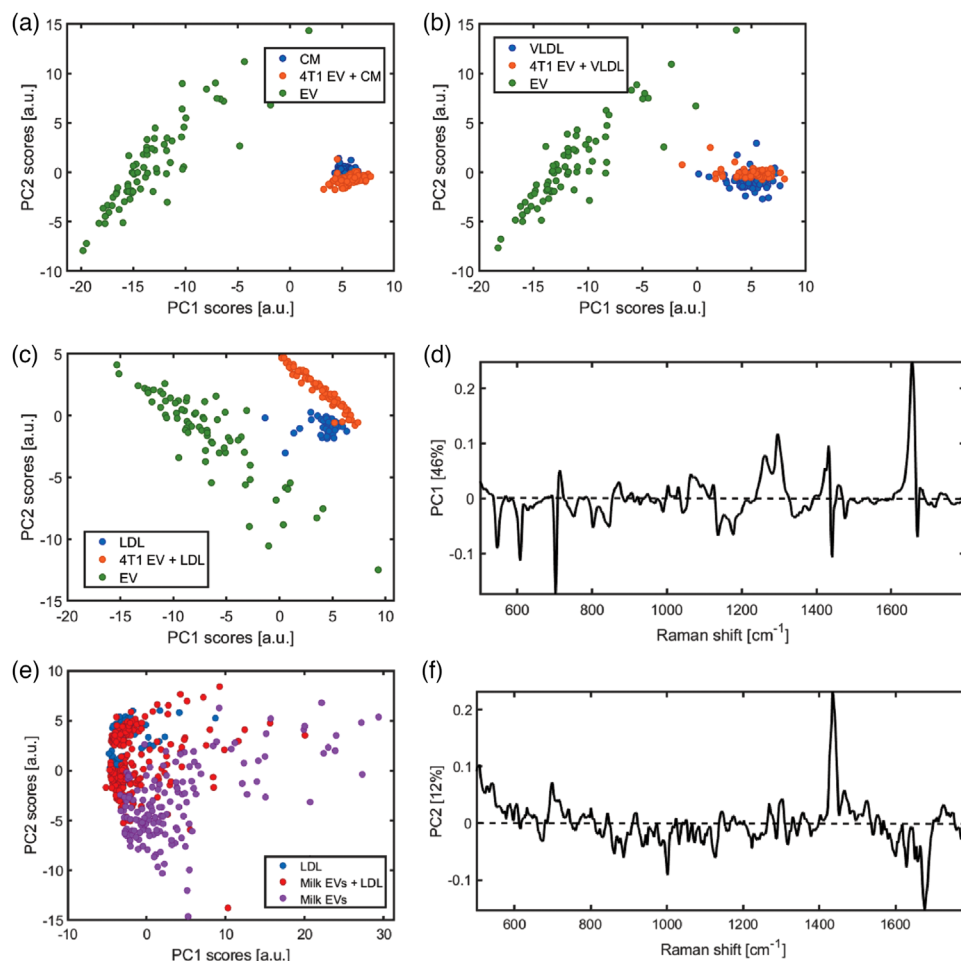 (a)
15
10
5
0
-5
-10
-20
-15
-10
-5
0
5
10
PC2 scores [a.u.]
PC1 scores [a.u.]
CM
4T1 EV + CM
EV
(b)
15
10
5
0
-5
-10
-20
-15
-10
-5
0
5
10
PC2 scores [a.u.]
PC1 scores [a.u.]
VLDL
4T1 EV + VLDL
EV
(c)
5
0
-5
-10
-15
-20
-15
-10
-5
0
5
10
PC2 scores [a.u.]
PC1 scores [a.u.]
LDL
4T1 EV + LDL
EV
(d)
0.2
0.1
0
-0.1
600
800
1000
1200
1400
1600
PC1 [46%]
Raman shift [cm-1]
(e)
10
5
0
-5
-10
-15
-10
0
10
20
30
PC2 scores [a.u.]
PC1 scores [a.u.]
LDL
Milk EVs + LDL
Milk EVs
(f)
0.2
0.1
0
-0.1
600
800
1000
1200
1400
1600
PC2 [12%]
Raman shift [cm-1]